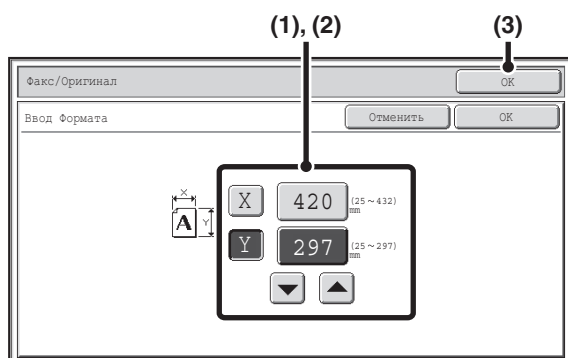 (1), (2) (3)
Факс/Оригинал OK
Ввод Формата Отменить OK
X
X 420 (25~432)
mm
A Y
Y 297 (25~297)
mm